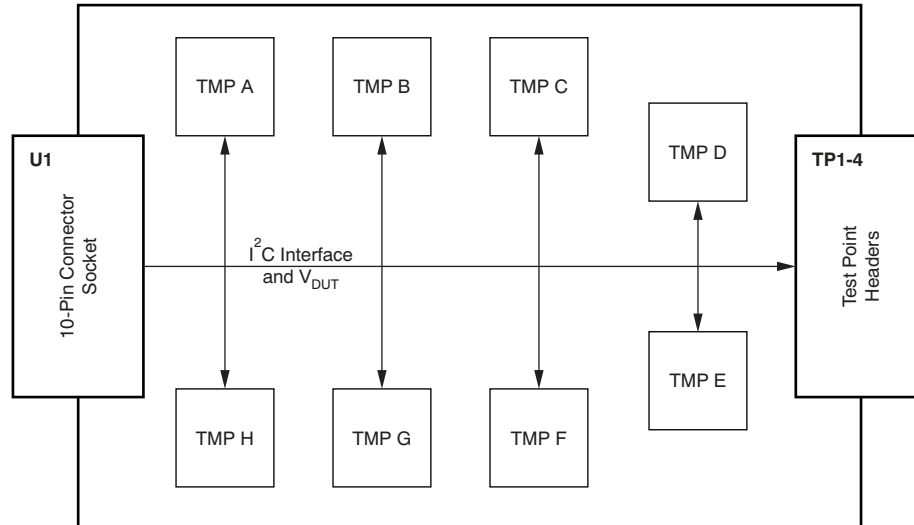 TMP A
TMP B
TMP C
TMP D
U1
10-Pin Connector
Socket
I²C Interface
and V_DUT
TP1-4
Test Point
Headers
TMP E
TMP H
TMP G
TMP F